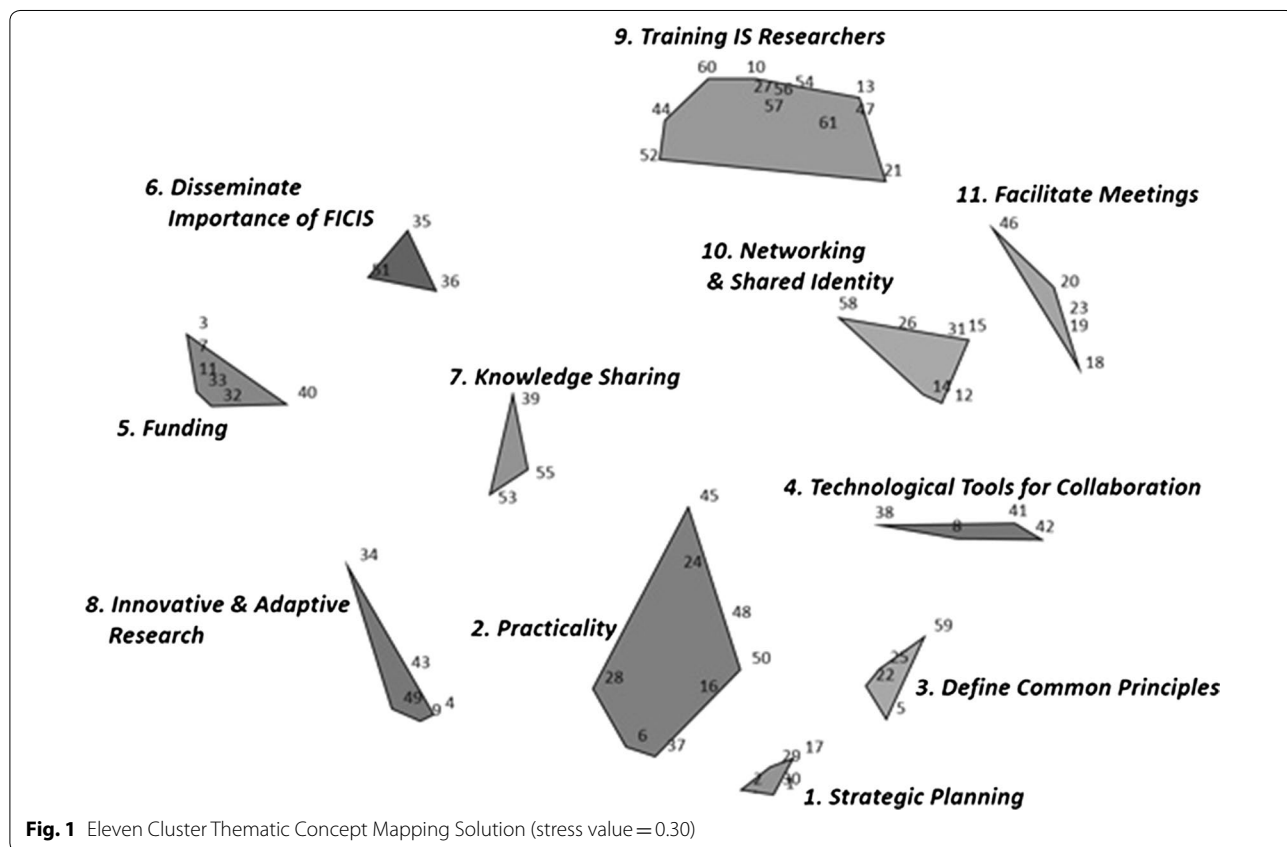 9. Training IS Researchers
60 10
27 56 54 13
44 57 47
61
52 21
6. Disseminate
Importance of FICIS
35
51
36
11. Facilitate Meetings
46
20
23
19
18
10. Networking
& Shared Identity
58
26 31 15
14 12
3
7
11
33
32 40
5. Funding
7. Knowledge Sharing
39
55
53
4. Technological Tools for Collaboration
38 8 41
42
45
24
48
50
28 16
6 37
2. Practicality
34
8. Innovative & Adaptive
Research
43
49 4
9
59
25
22
5
3. Define Common Principles
29 17
2 30
1
1. Strategic Planning
Fig. 1 Eleven Cluster Thematic Concept Mapping Solution (stress value = 0.30)